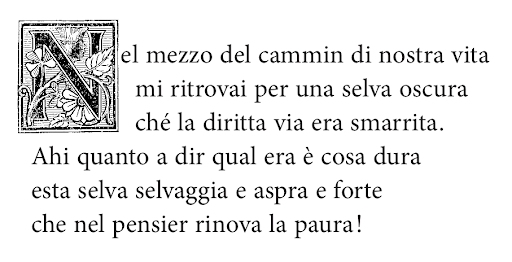 Nel mezzo del cammin di nostra vita
mi ritrovai per una selva oscura
ché la diritta via era smarrita.
Ahi quanto a dir qual era è cosa dura
esta selva selvaggia e aspra e forte
che nel pensier rinova la paura!